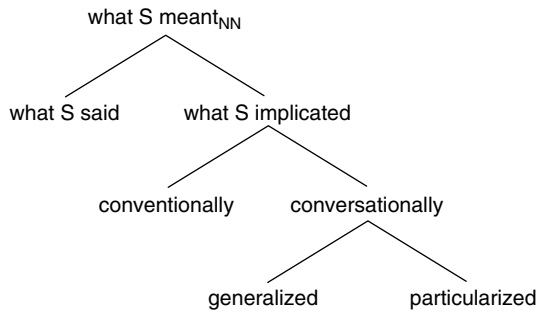 what S meantNN
what S said
what S implicated
conventionally
conversationally
generalized
particularized